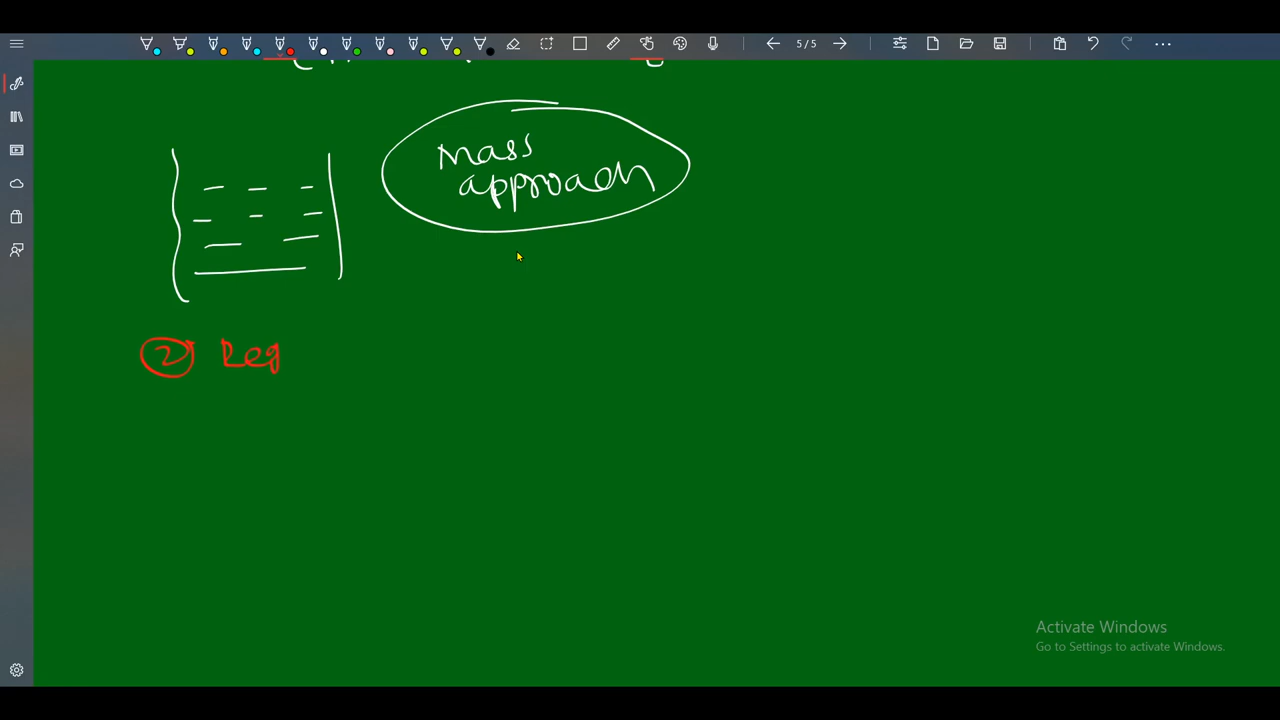 5/5
mass
approach
② Reg
Activate Windows
Go to Settings to activate Windows.